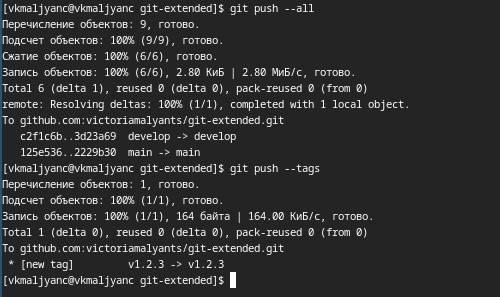 [vkmaljyanc@vkmaljyanc git-extended]$ git push --all
Перечисление объектов: 9, готово.
Подсчет объектов: 100% (9/9), готово.
Сжатие объектов: 100% (6/6), готово.
Запись объектов: 100% (6/6), 2.80 КиБ | 2.80 МиБ/с, готово.
Total 6 (delta 1), reused 0 (delta 0), pack-reused 0 (from 0)
remote: Resolving deltas: 100% (1/1), completed with 1 local object.
To github.com:victoriamalyants/git-extended.git
   c2f1c6b..3d23a69  develop -> develop
   125e536..2229b30  main -> main
[vkmaljyanc@vkmaljyanc git-extended]$ git push --tags
Перечисление объектов: 1, готово.
Подсчет объектов: 100% (1/1), готово.
Запись объектов: 100% (1/1), 164 байта | 164.00 КиБ/с, готово.
Total 1 (delta 0), reused 0 (delta 0), pack-reused 0 (from 0)
To github.com:victoriamalyants/git-extended.git
 * [new tag]         v1.2.3 -> v1.2.3
[vkmaljyanc@vkmaljyanc git-extended]$